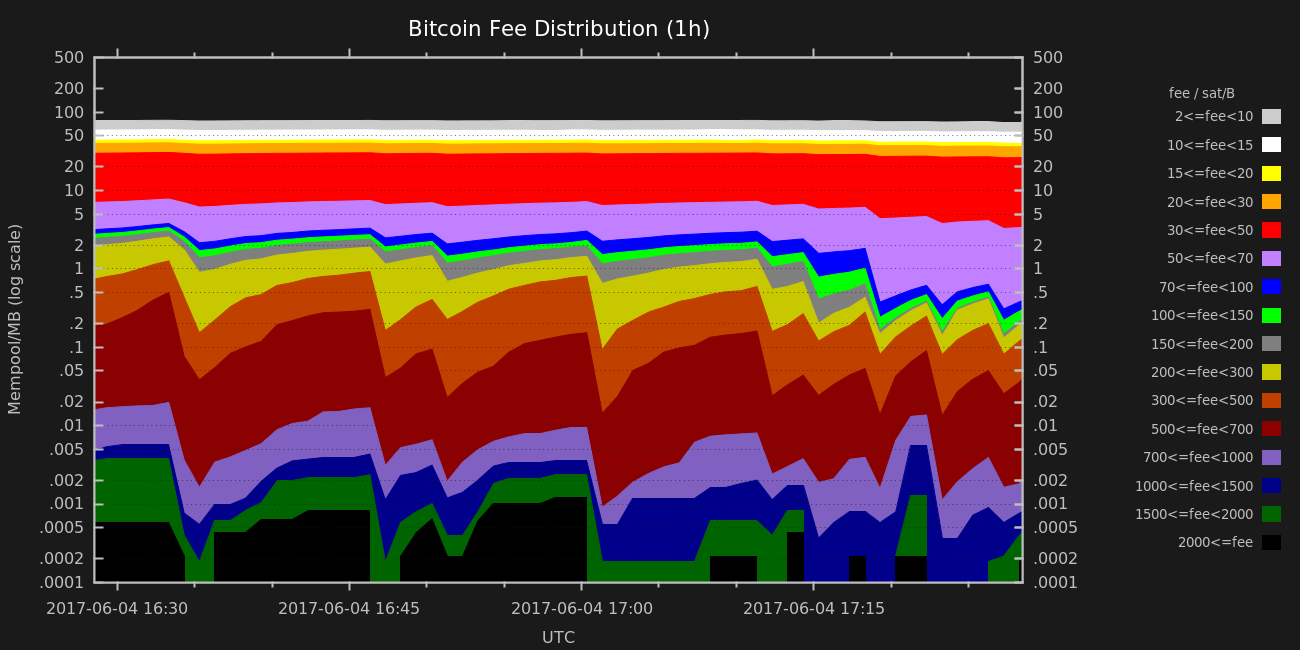 Bitcoin Fee Distribution (1h)
Mempool/MB (log scale)
500
200
100
50
20
10
5
2
1
.5
.2
.1
.05
.02
.01
.005
.002
.001
.0005
.0002
.0001
500
200
100
50
20
10
5
2
1
.5
.2
.1
.05
.02
.01
.005
.002
.001
.0005
.0002
.0001
2017-06-04 16:30
2017-06-04 16:45
2017-06-04 17:00
2017-06-04 17:15
UTC
fee / sat/B
2<=fee<10
10<=fee<15
15<=fee<20
20<=fee<30
30<=fee<50
50<=fee<70
70<=fee<100
100<=fee<150
150<=fee<200
200<=fee<300
300<=fee<500
500<=fee<700
700<=fee<1000
1000<=fee<1500
1500<=fee<2000
2000<=fee